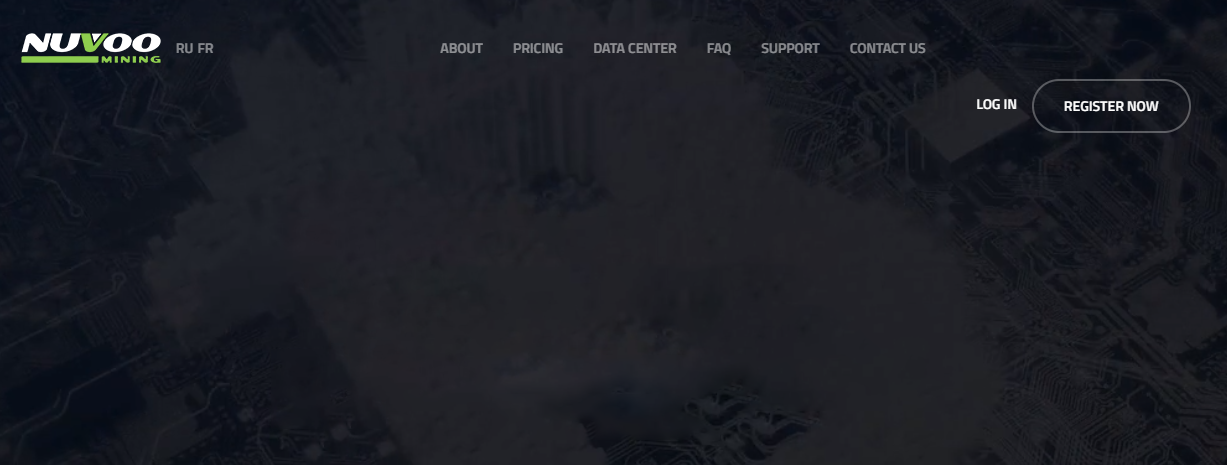 NUVOO
MINING
RU FR
ABOUT PRICING DATA CENTER FAQ SUPPORT CONTACT US
LOG IN REGISTER NOW